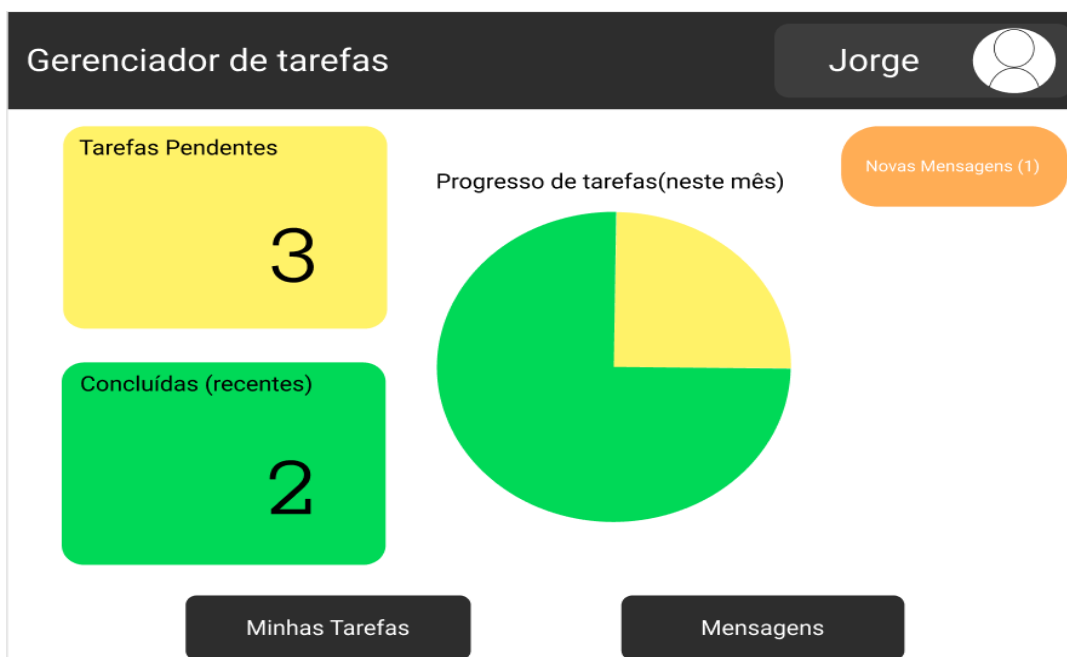 Gerenciador de tarefas
Jorge
Tarefas Pendentes
3
Progresso de tarefas(neste mês)
Novas Mensagens (1)
Concluídas (recentes)
2
Minhas Tarefas
Mensagens